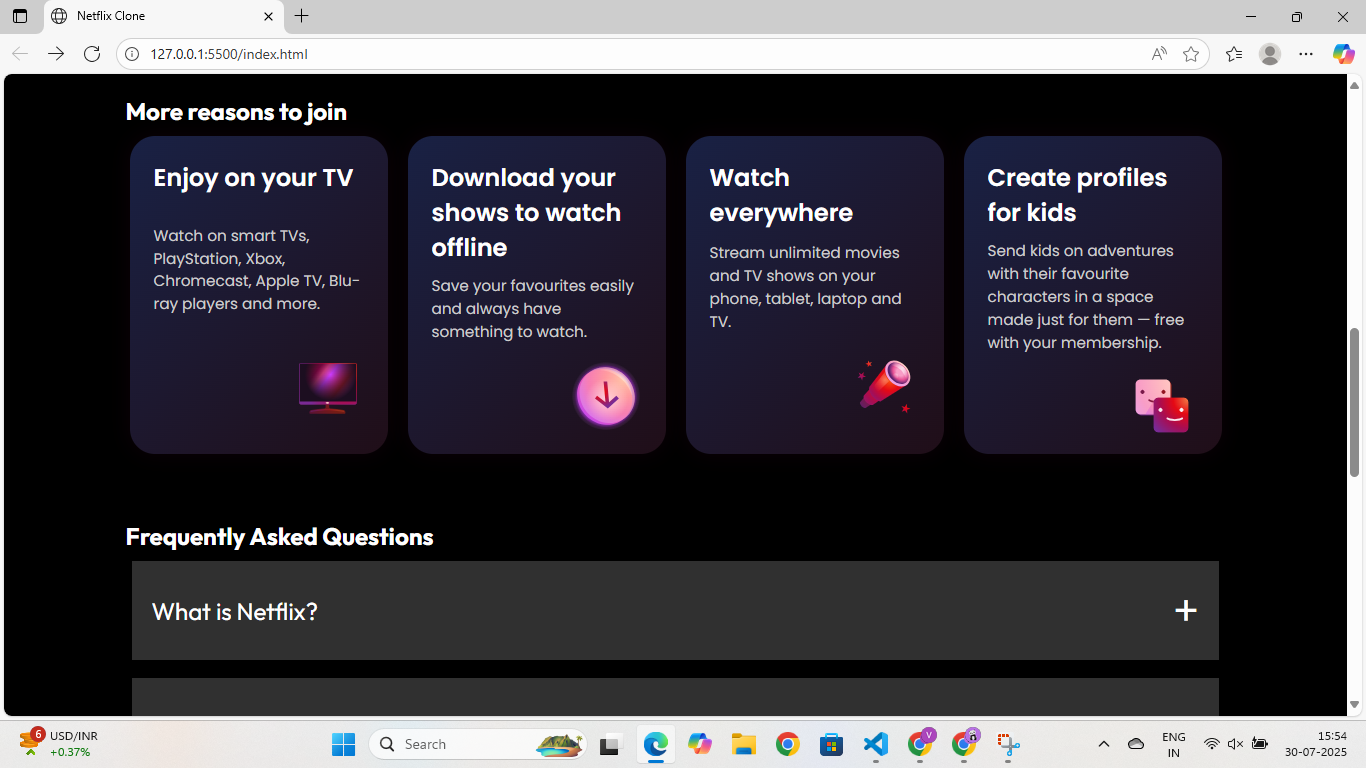 Netflix Clone
127.0.0.1:5500/index.html
More reasons to join
Enjoy on your TV
Watch on smart TVs,
PlayStation, Xbox,
Chromecast, Apple TV, Blu-
ray players and more.
Download your
shows to watch
offline
Save your favourites easily
and always have
something to watch.
Watch
everywhere
Stream unlimited movies
and TV shows on your
phone, tablet, laptop and
TV.
Create profiles
for kids
Send kids on adventures
with their favourite
characters in a space
made just for them — free
with your membership.
Frequently Asked Questions
What is Netflix?
+
6
USD/INR
+0.37%
Search
V
ENG
IN
15:54
30-07-2025